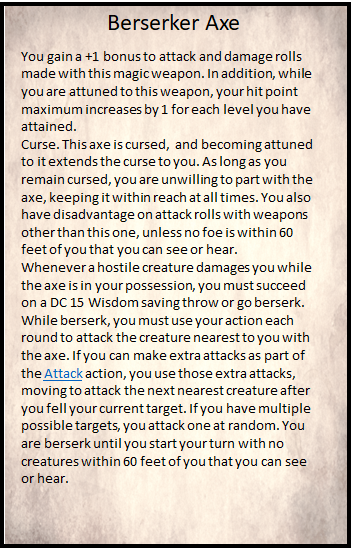 Berserker Axe
You gain a +1 bonus to attack and damage rolls
made with this magic weapon. In addition, while
you are attuned to this weapon, your hit point
maximum increases by 1 for each level you have
attained.
Curse. This axe is cursed,  and becoming attuned
to it extends the curse to you. As long as you
remain cursed, you are unwilling to part with the
axe, keeping it within reach at all times. You also
have disadvantage on attack rolls with weapons
other than this one, unless no foe is within 60
feet of you that you can see or hear.
Whenever a hostile creature damages you while
the axe is in your possession, you must succeed
on a DC 15 Wisdom saving throw or go berserk.
While berserk, you must use your action each
round to attack the creature nearest to you with
the axe. If you can make extra attacks as part of
the Attack action, you use those extra attacks,
moving to attack the next nearest creature after
you fell your current target. If you have multiple
possible targets, you attack one at random. You
are berserk until you start your turn with no
creatures within 60 feet of you that you can see
or hear.